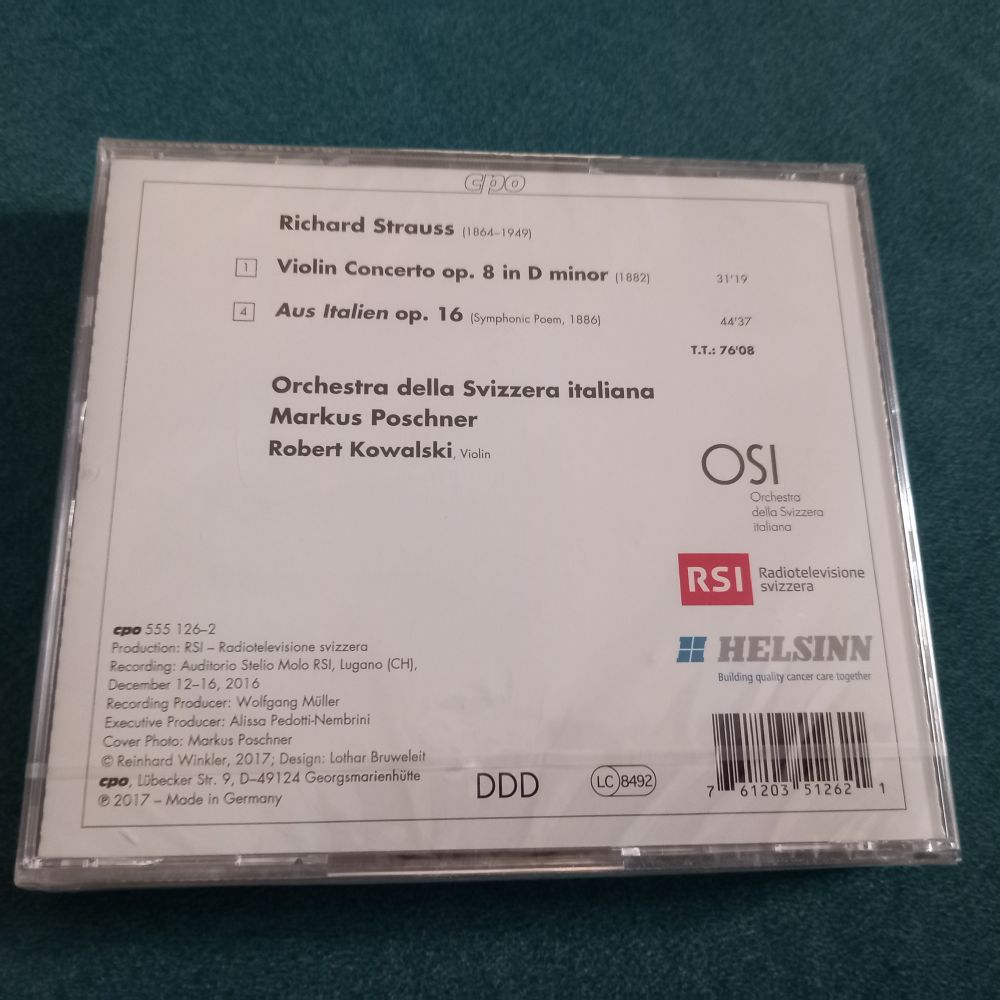 cpo
Richard Strauss (1864–1949)
1 Violin Concerto op. 8 in D minor (1882) 31'19
4 Aus Italien op. 16 (Symphonic Poem, 1886) 44'37
T.T.: 76'08
Orchestra della Svizzera italiana
Markus Poschner
Robert Kowalski, Violin
OSI
Orchestra
della Svizzera
italiana
RSI Radiotelevisione
svizzera
HELSINN
Building quality cancer care together
cpo 555 126–2
Production: RSI – Radiotelevisione svizzera
Recording: Auditorio Stelio Molo RSI, Lugano (CH),
December 12–16, 2016
Recording Producer: Wolfgang Müller
Executive Producer: Alissa Pedotti-Nembrini
Cover Photo: Markus Poschner
© Reinhard Winkler, 2017; Design: Lothar Bruweleit
cpo, Lübecker Str. 9, D–49124 Georgsmarienhütte
℗ 2017 – Made in Germany
DDD
LC 8492
7 61203 51262 1